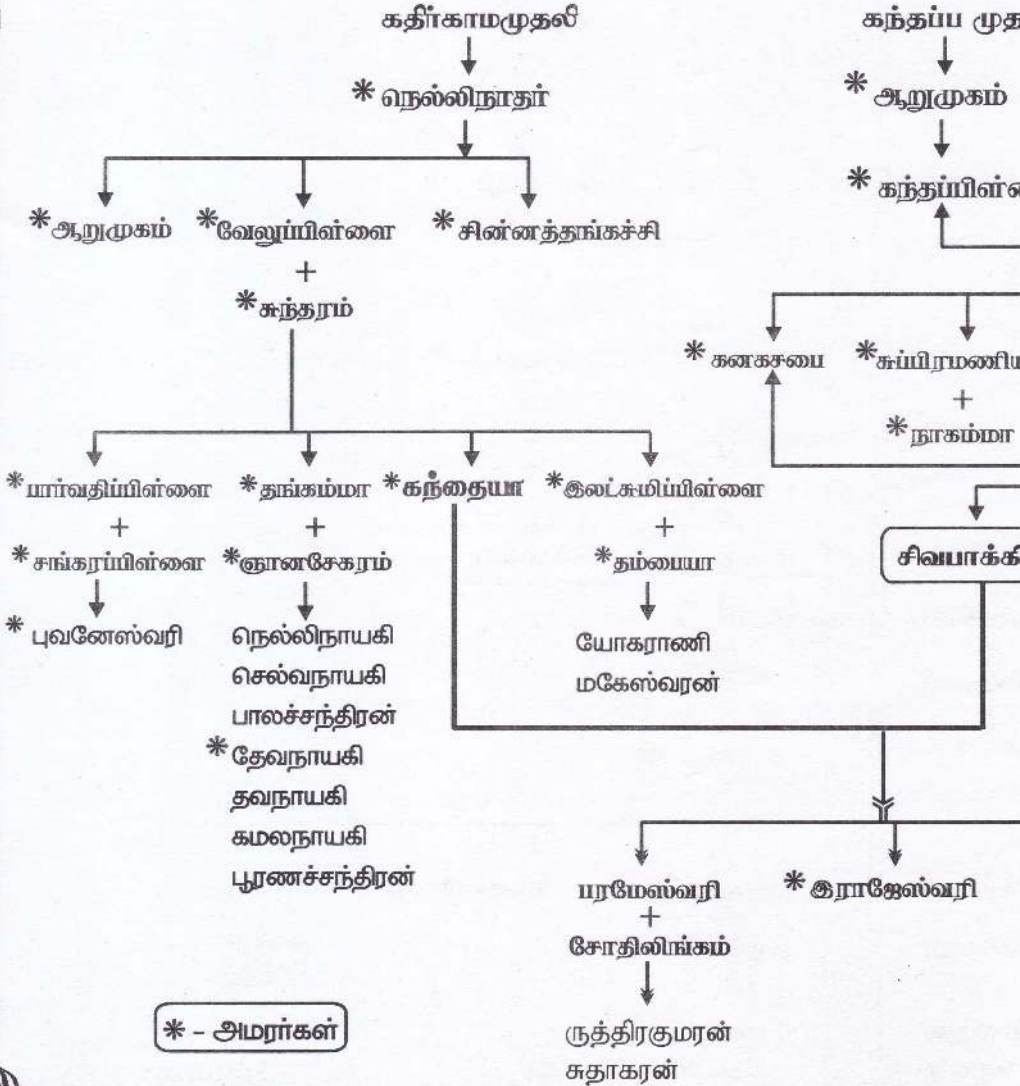 கதிர்காமமுதலி
* நெல்லிநாதர்
* ஆறுமுகம் * வேலுப்பிள்ளை * சின்னத்தங்கச்சி
+
* சுந்தரம்
* பார்வதிப்பிள்ளை * தங்கம்மா * கந்தையா * இலட்சுமிப்பிள்ளை
+ + +
* சங்கரப்பிள்ளை * ஞானசேகரம் * தம்பையா
* புவனேஸ்வரி
நெல்லிநாயகி
செல்வநாயகி
பாலச்சந்திரன்
* தேவநாயகி
தவநாயகி
கமலநாயகி
பூரணச்சந்திரன்
யோகராணி
மகேஸ்வரன்
கந்தப்ப
* ஆறுமுகம்
*
* கனகசபை *
+
* நாகம்மா
பரமேஸ்வரி * இராஜேஸ்வரி
+
சோதிலிங்கம்
ருத்திரகுமரன்
சுதாகரன்
* - அமரர்கள்